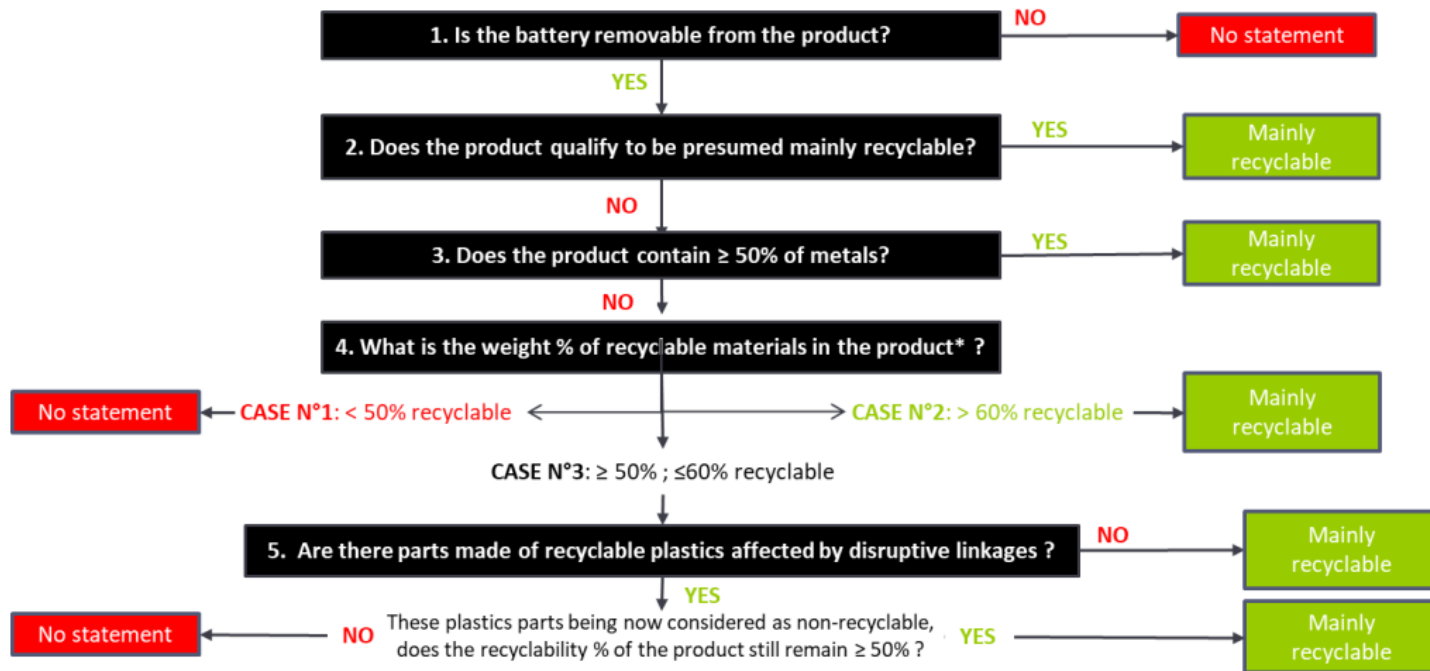 1. Is the battery removable from the product?
NO
No statement
YES
2. Does the product qualify to be presumed mainly recyclable?
YES
Mainly
recyclable
NO
3. Does the product contain ≥ 50% of metals?
YES
Mainly
recyclable
NO
4. What is the weight % of recyclable materials in the product* ?
No statement
CASE N°1: < 50% recyclable
CASE N°2: > 60% recyclable
Mainly
recyclable
CASE N°3: ≥ 50% ; ≤60% recyclable
5. Are there parts made of recyclable plastics affected by disruptive linkages ?
NO
Mainly
recyclable
YES
No statement
NO
These plastics parts being now considered as non-recyclable,
does the recyclability % of the product still remain ≥ 50% ?
YES
Mainly
recyclable